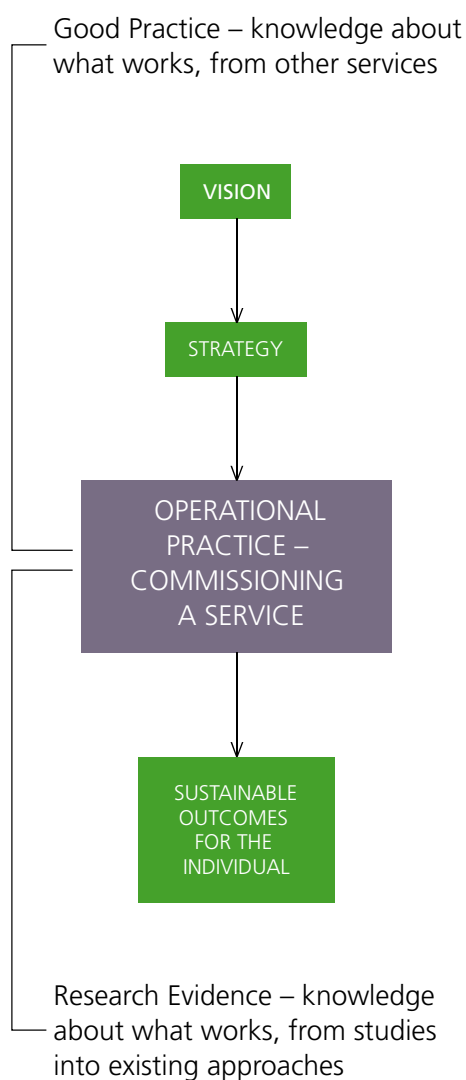 Good Practice – knowledge about
what works, from other services
VISION
STRATEGY
OPERATIONAL
PRACTICE –
COMMISSIONING
A SERVICE
SUSTAINABLE
OUTCOMES
FOR THE
INDIVIDUAL
Research Evidence – knowledge
about what works, from studies
into existing approaches